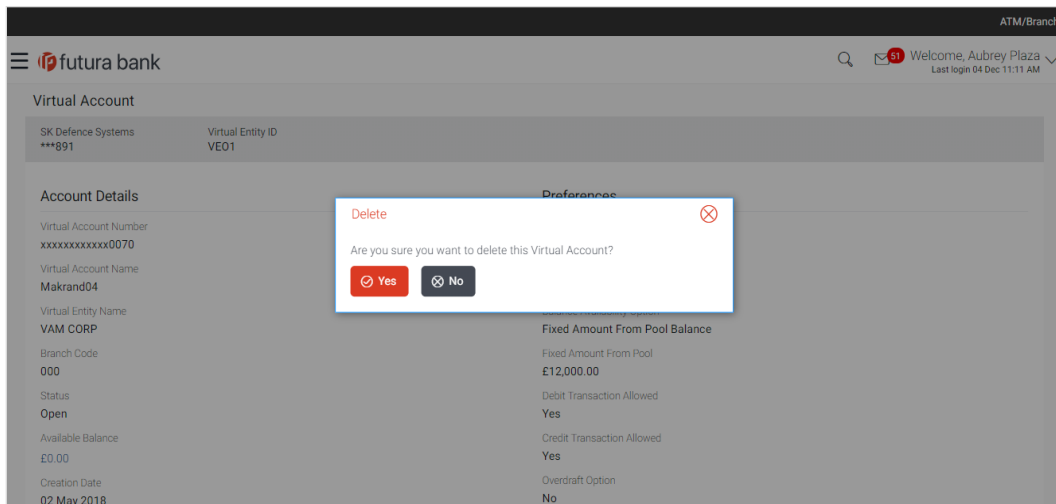 ATM/Branch
futura bank
51
Welcome, Aubrey Plaza
Last login 04 Dec 11:11 AM
Virtual Account
SK Defence Systems
***891
Virtual Entity ID
VEO1
Account Details
Virtual Account Number
xxxxxxxxxxxx0070
Virtual Account Name
Makrand04
Virtual Entity Name
VAM CORP
Branch Code
000
Status
Open
Available Balance
£0.00
Creation Date
02 May 2018
Preferences
Delete
Are you sure you want to delete this Virtual Account?
Yes
No
Balance Availability Option
Fixed Amount From Pool Balance
Fixed Amount From Pool
£12,000.00
Debit Transaction Allowed
Yes
Credit Transaction Allowed
Yes
Overdraft Option
No